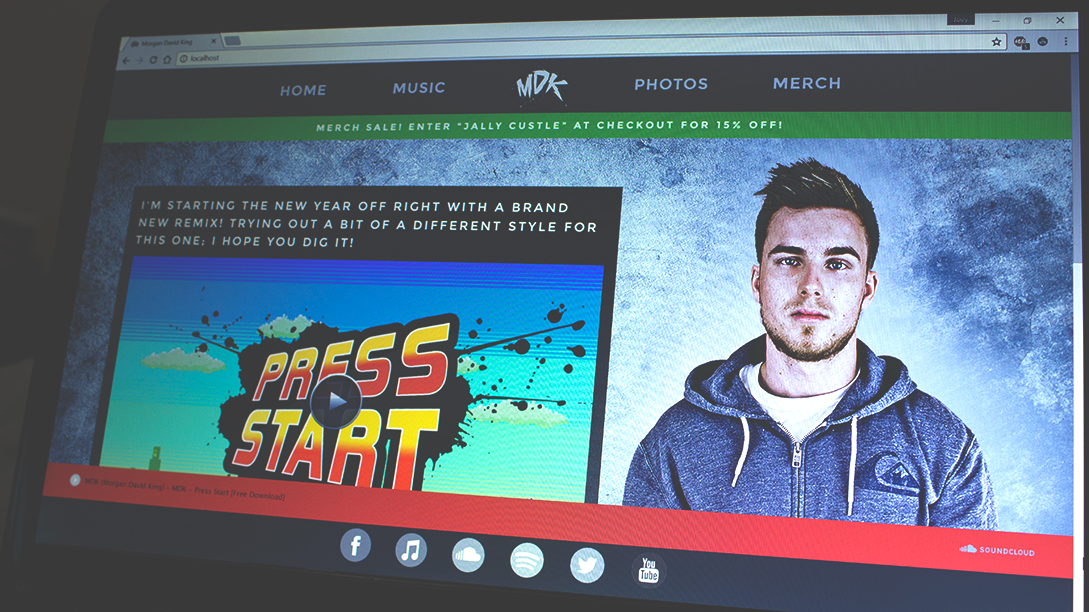 Morgan David King
localhost
HOME MUSIC MDK PHOTOS MERCH
MERCH SALE! ENTER "JALLY CUSTLE" AT CHECKOUT FOR 15% OFF!
I'M STARTING THE NEW YEAR OFF RIGHT WITH A BRAND
NEW REMIX! TRYING OUT A BIT OF A DIFFERENT STYLE FOR
THIS ONE; I HOPE YOU DIG IT!
PRESS
START
MDK (Morgan David King) - MDK - Press Start [Free Download]
SOUNDCLOUD
You
Tube